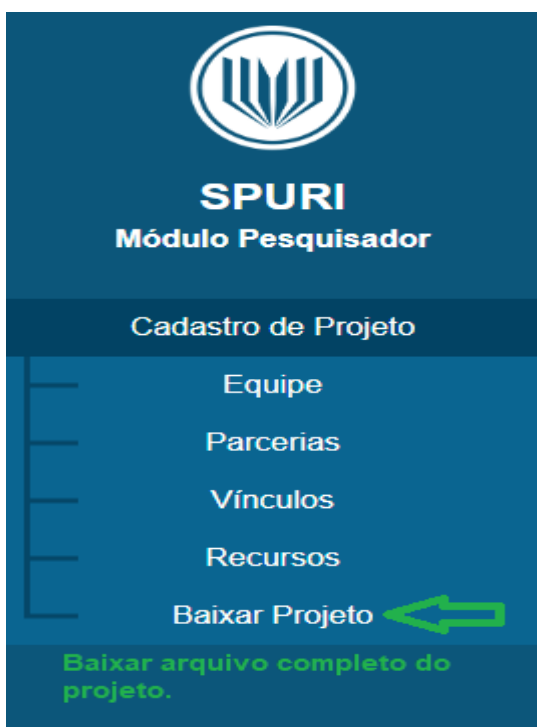 SPURI
Módulo Pesquisador
Cadastro de Projeto
Equipe
Parcerias
Vínculos
Recursos
Baixar Projeto
Baixar arquivo completo do
projeto.